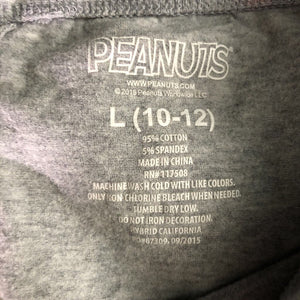 PEANUTS
WWW.PEANUTS.COM
© 2015 Peanuts Worldwide LLC
L (10-12)
95% COTTON
5% SPANDEX
MADE IN CHINA
RN# 117508
MACHINE WASH COLD WITH LIKE COLORS.
ONLY NON-CHLORINE BLEACH WHEN NEEDED.
TUMBLE DRY LOW.
DO NOT IRON DECORATION.
HYBRID CALIFORNIA
#87309, 09/2015